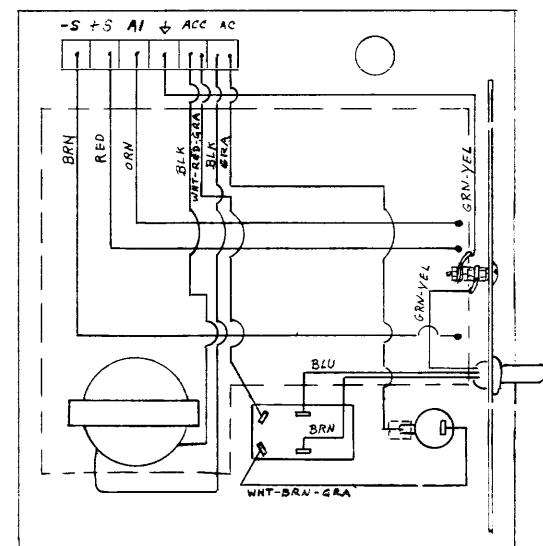 -S +S A1 ⏚ ACC AC
BRN
RED
ORN
BLK
WHT-RED-GRA
BLK
GRA
GRN-YEL
GRN-YEL
BLU
BRN
WHT-BRN-GRA